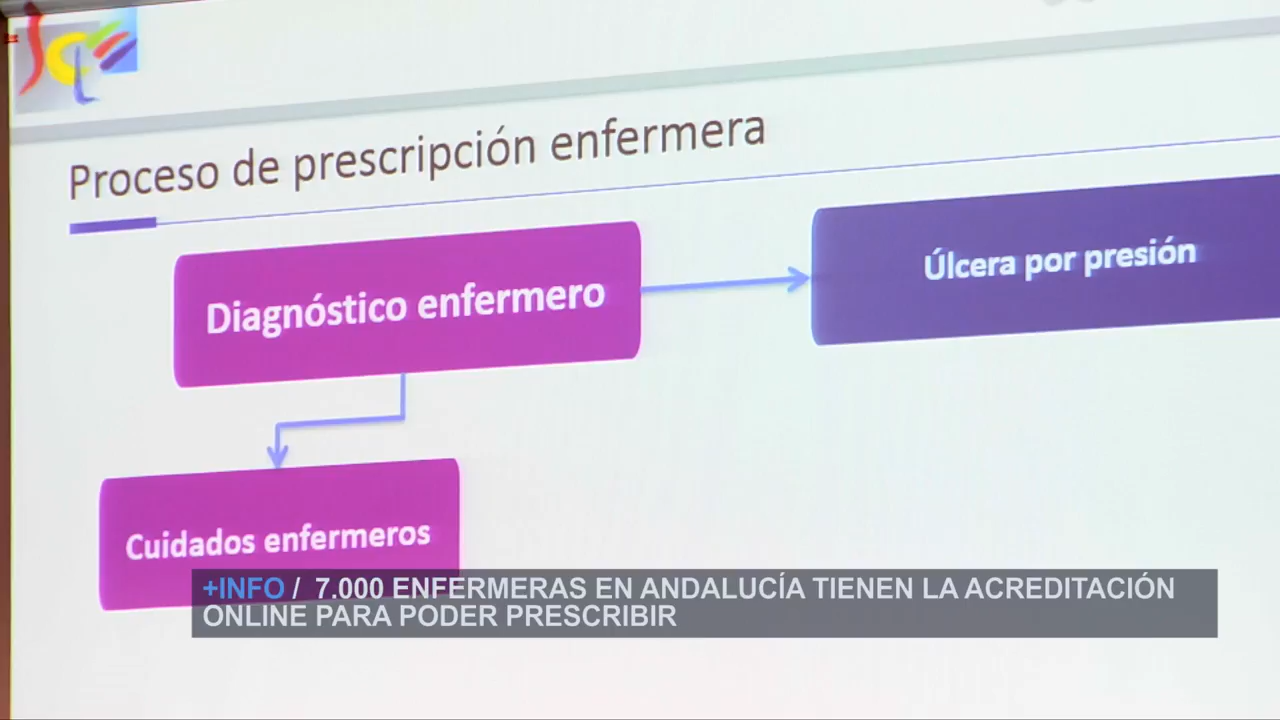 Proceso de prescripción enfermera
Diagnóstico enfermero
Úlcera por presión
Cuidados enfermeros
+INFO / 7.000 ENFERMERAS EN ANDALUCÍA TIENEN LA ACREDITACIÓN
ONLINE PARA PODER PRESCRIBIR